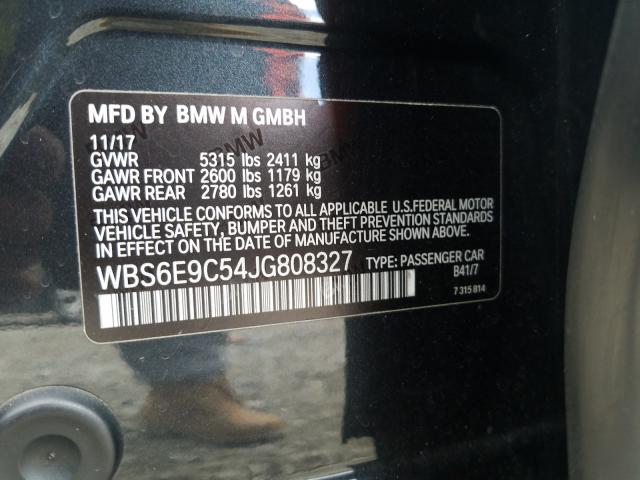 MFD BY BMW M GMBH
11/17
GVWR 5315 lbs 2411 kg
GAWR FRONT 2600 lbs 1179 kg
GAWR REAR 2780 lbs 1261 kg
THIS VEHICLE CONFORMS TO ALL APPLICABLE U.S.FEDERAL MOTOR
VEHICLE SAFETY, BUMPER AND THEFT PREVENTION STANDARDS
IN EFFECT ON THE DATE OF MANUFACTURE SHOWN ABOVE.
WBS6E9C54JG808327 TYPE: PASSENGER CAR
B41/7
7 315 814